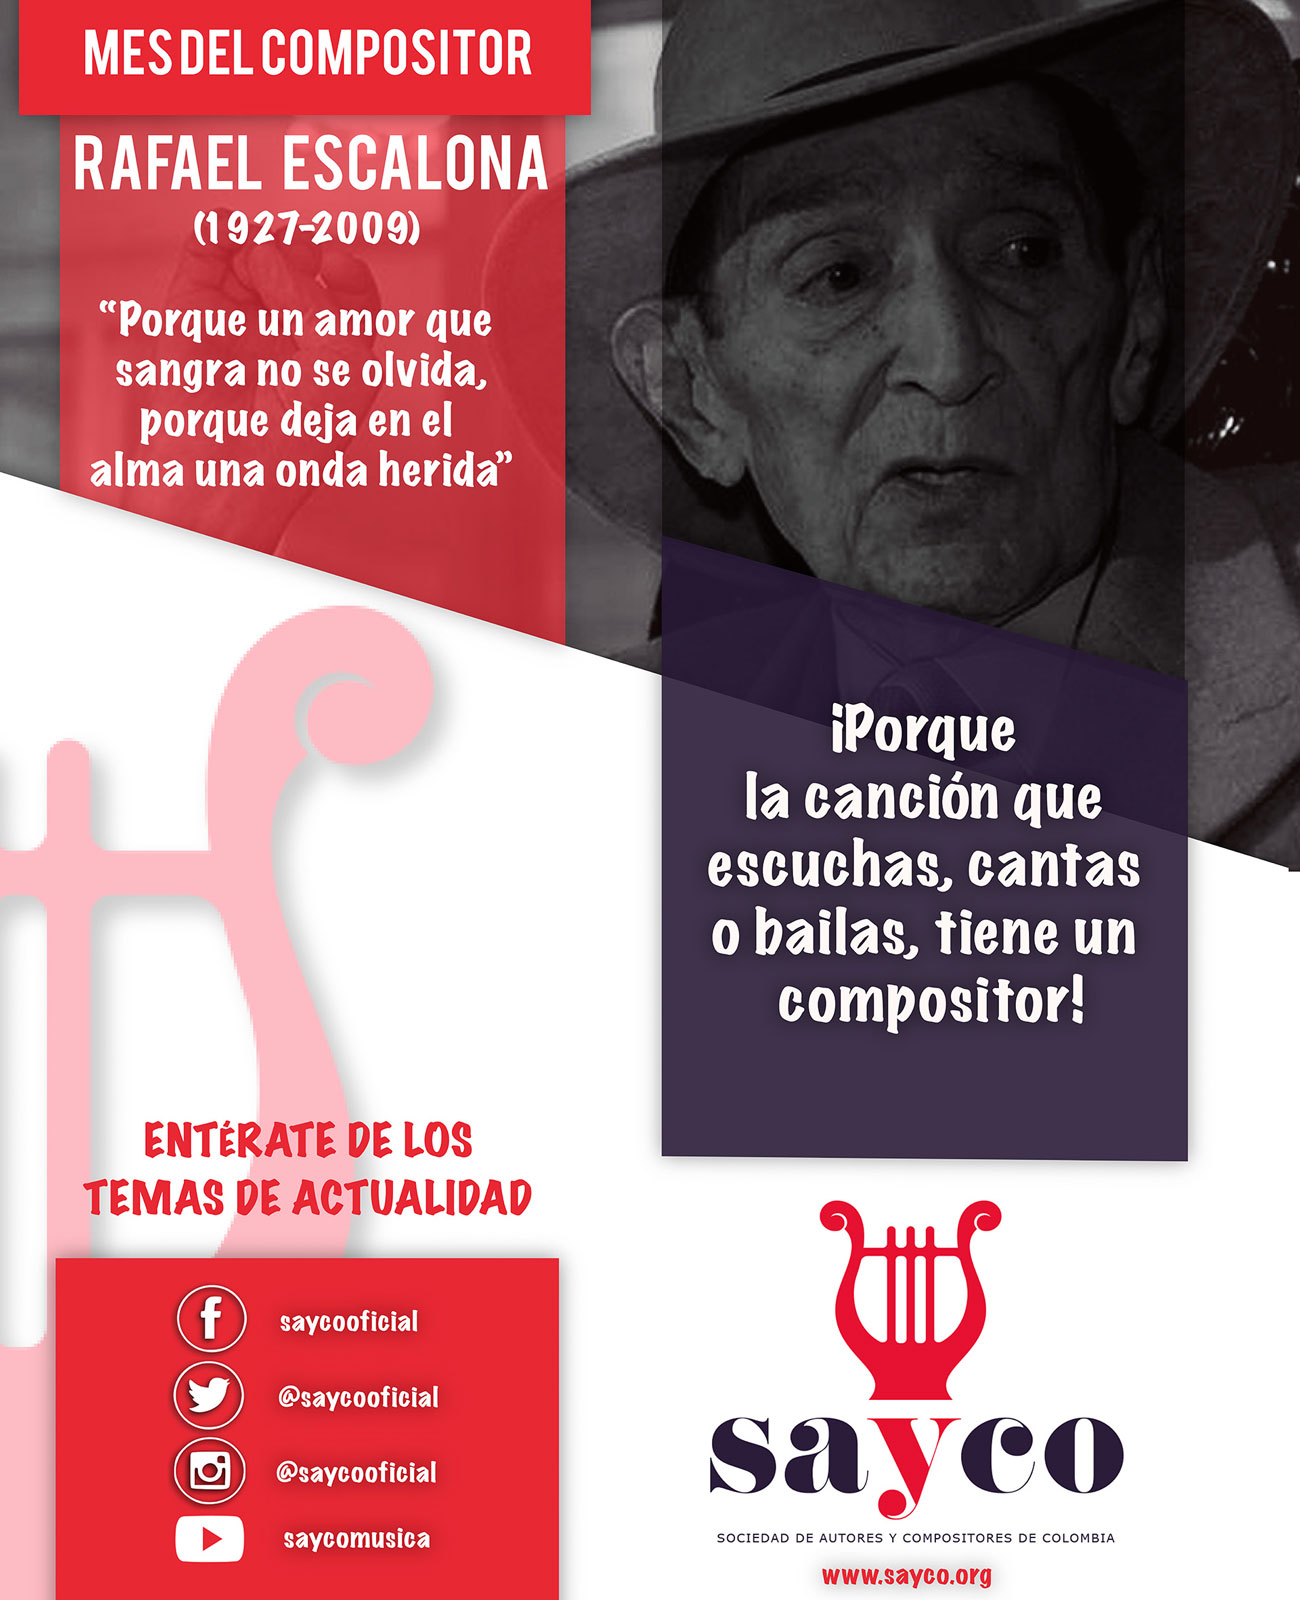 MES DEL COMPOSITOR
RAFAEL ESCALONA
(1927-2009)
“Porque un amor que
sangra no se olvida,
porque deja en el
alma una onda herida”
¡Porque
la canción que
escuchas, cantas
o bailas, tiene un
compositor!
ENTÉRATE DE LOS
TEMAS DE ACTUALIDAD
saycooficial
@saycooficial
@saycooficial
saycomusica
sayco
SOCIEDAD DE AUTORES Y COMPOSITORES DE COLOMBIA
www.sayco.org